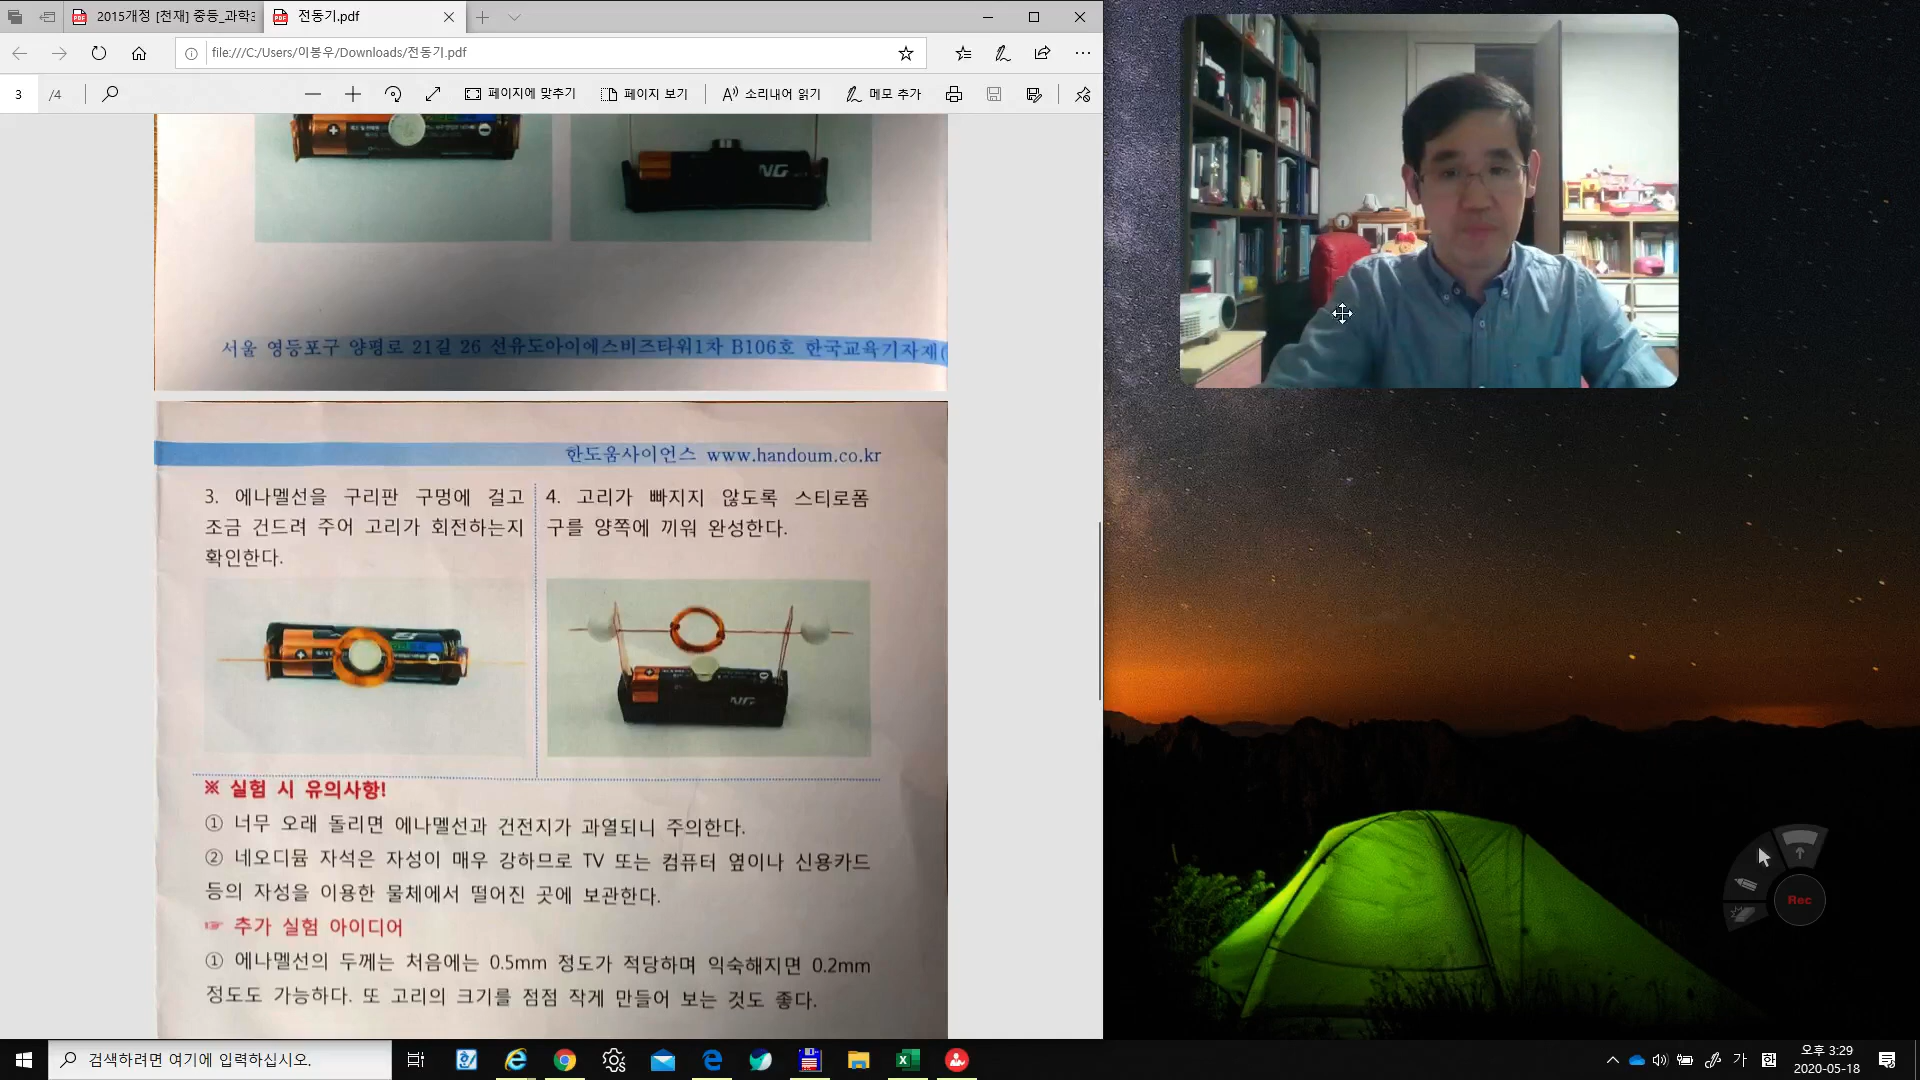 2015개정 [천재] 중등_과학3
전동기.pdf
file:///C:/Users/이봉우/Downloads/전동기.pdf
3 /4
페이지에 맞추기
페이지 보기
소리내어 읽기
메모 추가
NG
서울 영등포구 양평로 21길 26 선유도아이에스비즈타워1차 B106호 한국교육기자재(
한도움사이언스 www.handoum.co.kr
3. 에나멜선을 구리판 구멍에 걸고
조금 건드려 주어 고리가 회전하는지
확인한다.
4. 고리가 빠지지 않도록 스티로폼
구를 양쪽에 끼워 완성한다.
NG
※ 실험 시 유의사항!
① 너무 오래 돌리면 에나멜선과 건전지가 과열되니 주의한다.
② 네오디뮴 자석은 자성이 매우 강하므로 TV 또는 컴퓨터 옆이나 신용카드
등의 자성을 이용한 물체에서 떨어진 곳에 보관한다.
☞ 추가 실험 아이디어
① 에나멜선의 두께는 처음에는 0.5mm 정도가 적당하며 익숙해지면 0.2mm
정도도 가능하다. 또 고리의 크기를 점점 작게 만들어 보는 것도 좋다.
Rec
검색하려면 여기에 입력하십시오.
가
한
오후 3:29
2020-05-18